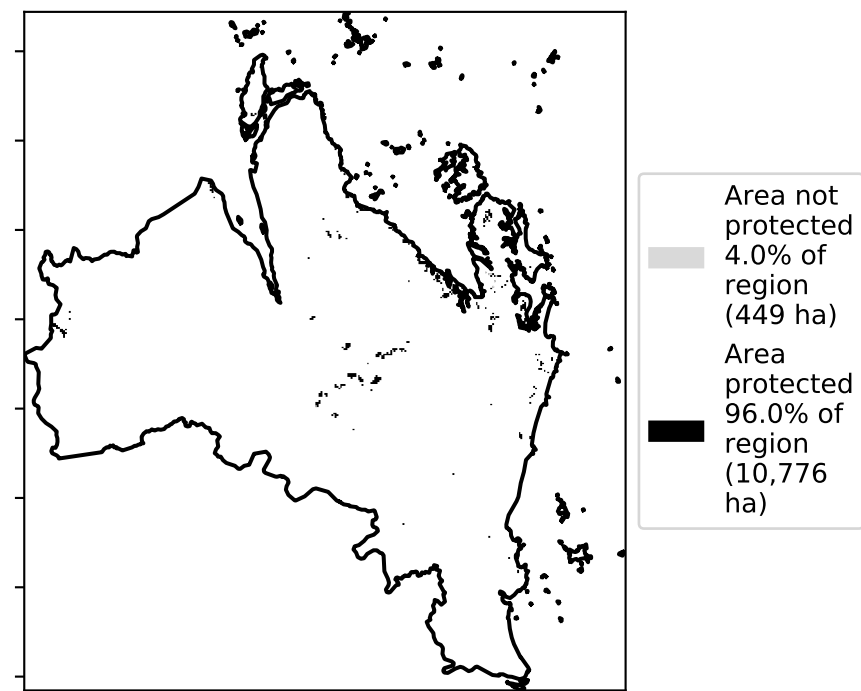 Area not
protected
4.0% of
region
(449 ha)
Area
protected
96.0% of
region
(10,776
ha)